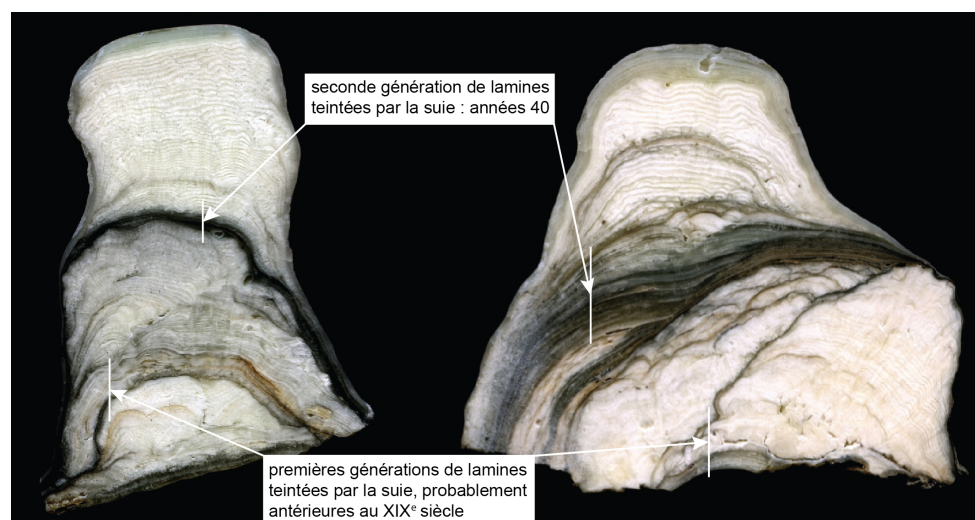 seconde génération de lamines
teintées par la suie : années 40
premières générations de lamines
teintées par la suie, probablement
antérieures au XIXᵉ siècle